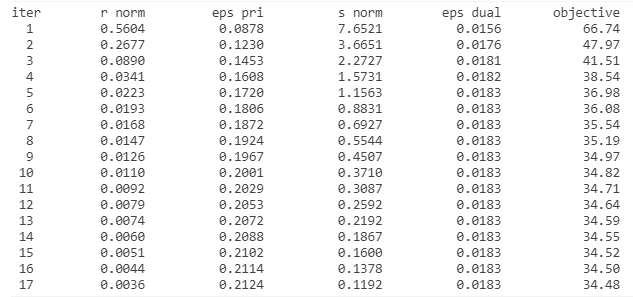 iter r norm eps pri s norm eps dual objective
1 0.5604 0.0878 7.6521 0.0156 66.74
2 0.2677 0.1230 3.6651 0.0176 47.97
3 0.0890 0.1453 2.2727 0.0181 41.51
4 0.0341 0.1608 1.5731 0.0182 38.54
5 0.0223 0.1720 1.1563 0.0183 36.98
6 0.0193 0.1806 0.8831 0.0183 36.08
7 0.0168 0.1872 0.6927 0.0183 35.54
8 0.0147 0.1924 0.5544 0.0183 35.19
9 0.0126 0.1967 0.4507 0.0183 34.97
10 0.0110 0.2001 0.3710 0.0183 34.82
11 0.0092 0.2029 0.3087 0.0183 34.71
12 0.0079 0.2053 0.2592 0.0183 34.64
13 0.0074 0.2072 0.2192 0.0183 34.59
14 0.0060 0.2088 0.1867 0.0183 34.55
15 0.0051 0.2102 0.1600 0.0183 34.52
16 0.0044 0.2114 0.1378 0.0183 34.50
17 0.0036 0.2124 0.1192 0.0183 34.48